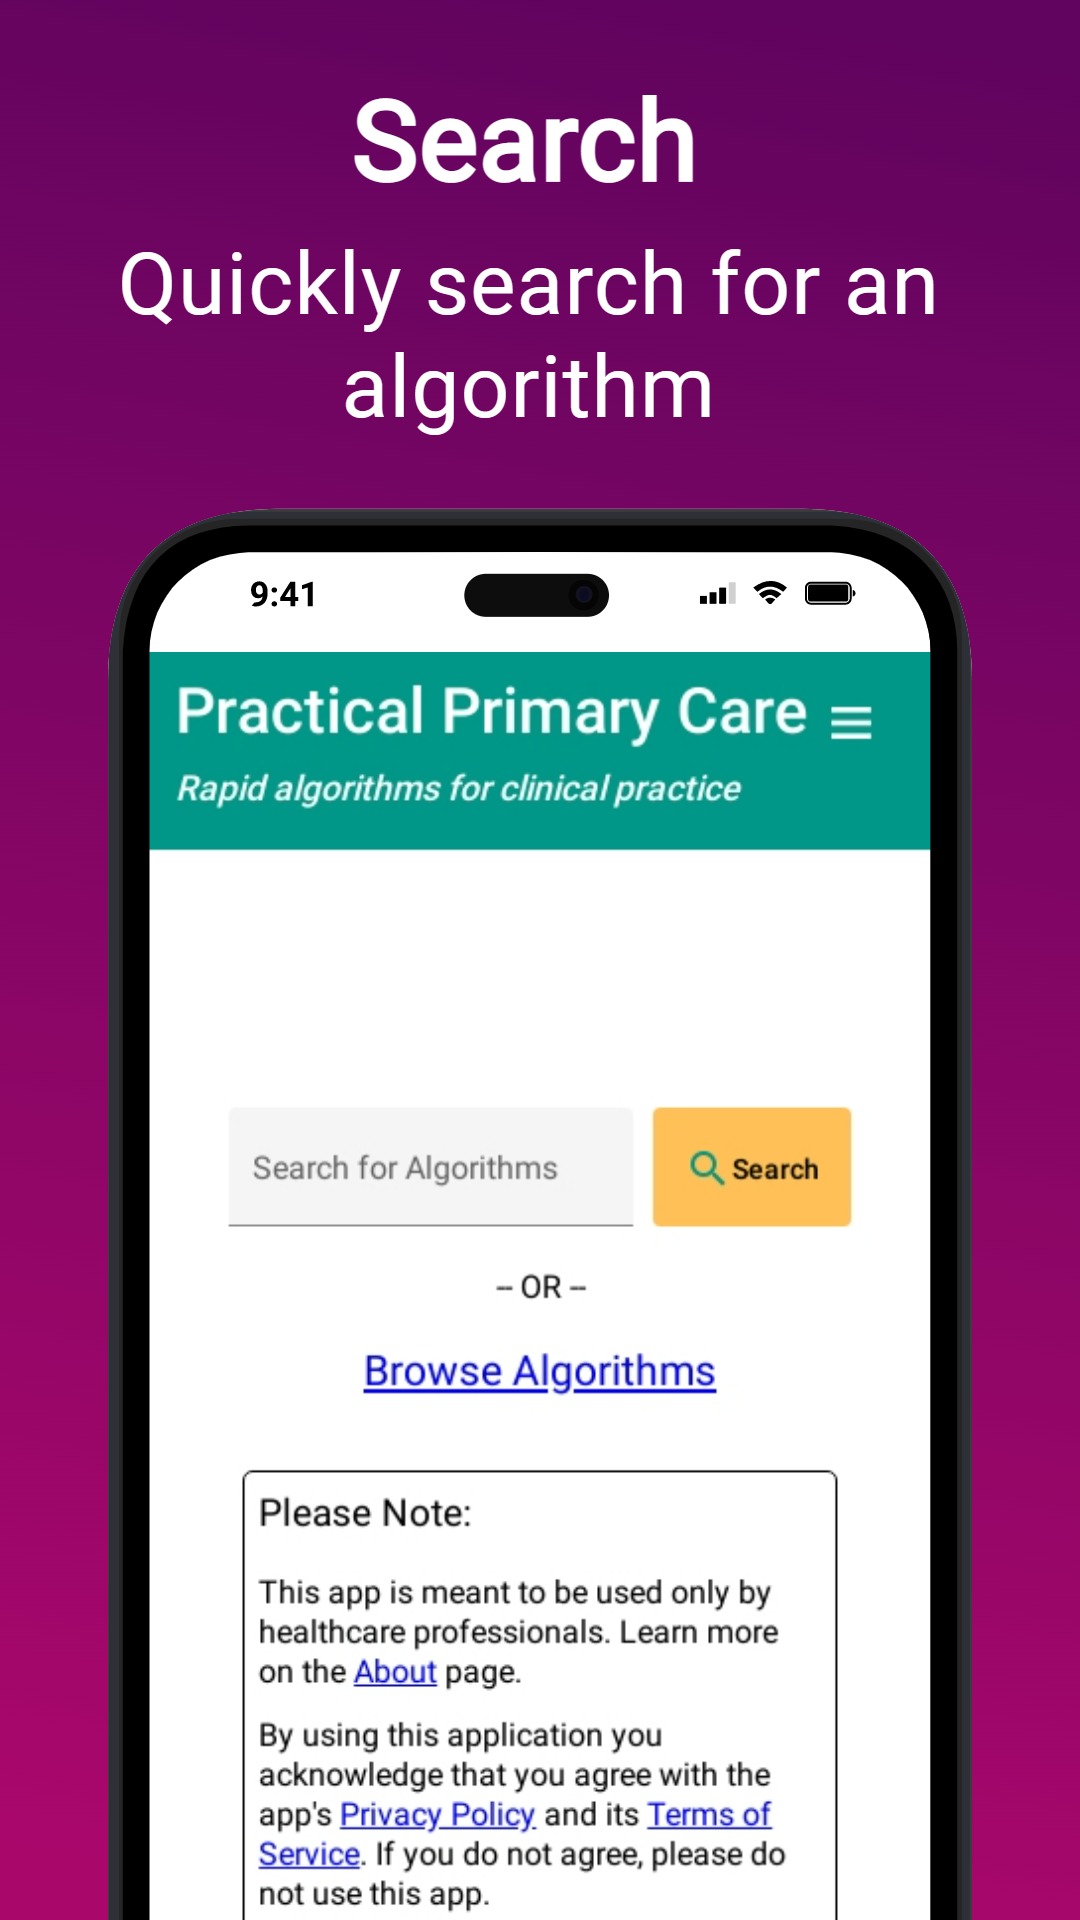 Search
Quickly search for an
algorithm
9:41
Practical Primary Care
Rapid algorithms for clinical practice
Search for Algorithms
Search
-- OR --
Browse Algorithms
Please Note:
This app is meant to be used only by
healthcare professionals. Learn more
on the About page.
By using this application you
acknowledge that you agree with the
app's Privacy Policy and its Terms of
Service. If you do not agree, please do
not use this app.